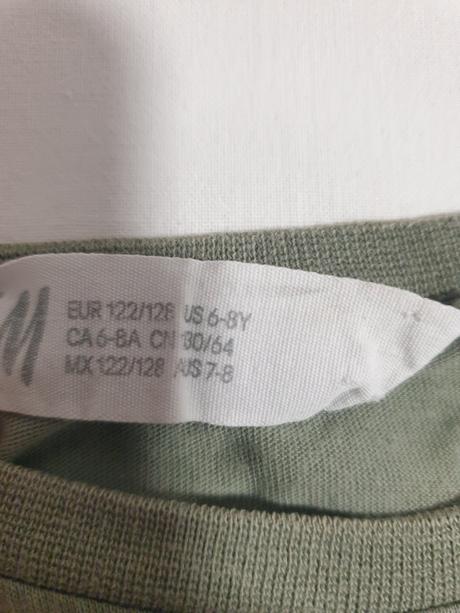 M
EUR 122/128 US 6-8Y
CA 6-8A CN 130/64
MX 122/128 AUS 7-8